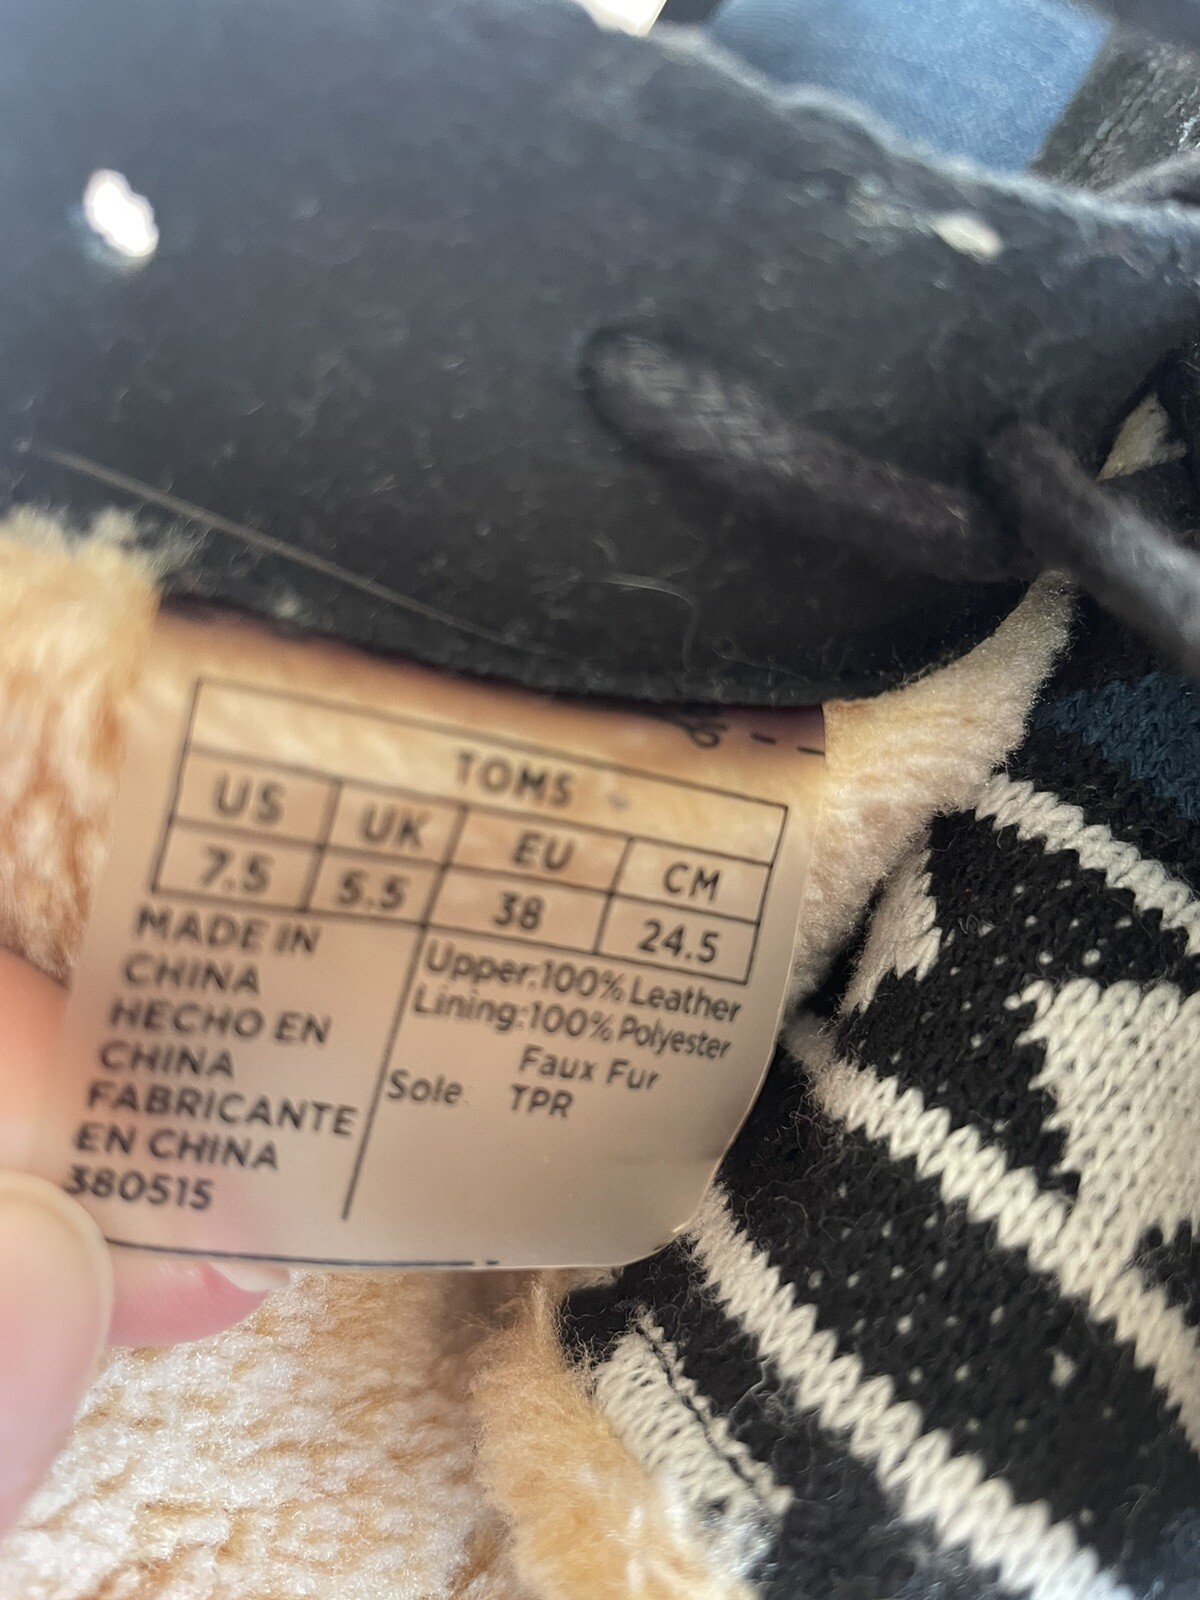 TOMS
US UK EU CM
7.5 5.5 38 24.5
MADE IN
CHINA
HECHO EN
CHINA
FABRICANTE
EN CHINA
380515
Upper:100% Leather
Lining:100% Polyester
Faux Fur
Sole TPR